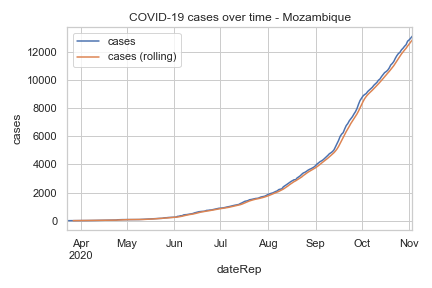 COVID-19 cases over time - Mozambique
cases
cases (rolling)
12000
10000
8000
6000
4000
2000
0
cases
Apr May Jun Jul Aug Sep Oct Nov
2020
dateRep